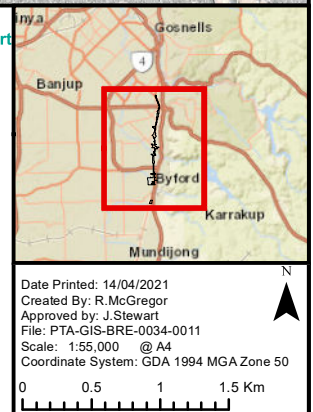 inya
Gosnells
rt
4
Banjup
Byford
Karrakup
Mundijong
N
Date Printed: 14/04/2021
Created By: R.McGregor
Approved by: J.Stewart
File: PTA-GIS-BRE-0034-0011
Scale: 1:55,000 @ A4
Coordinate System: GDA 1994 MGA Zone 50
0 0.5 1 1.5 Km